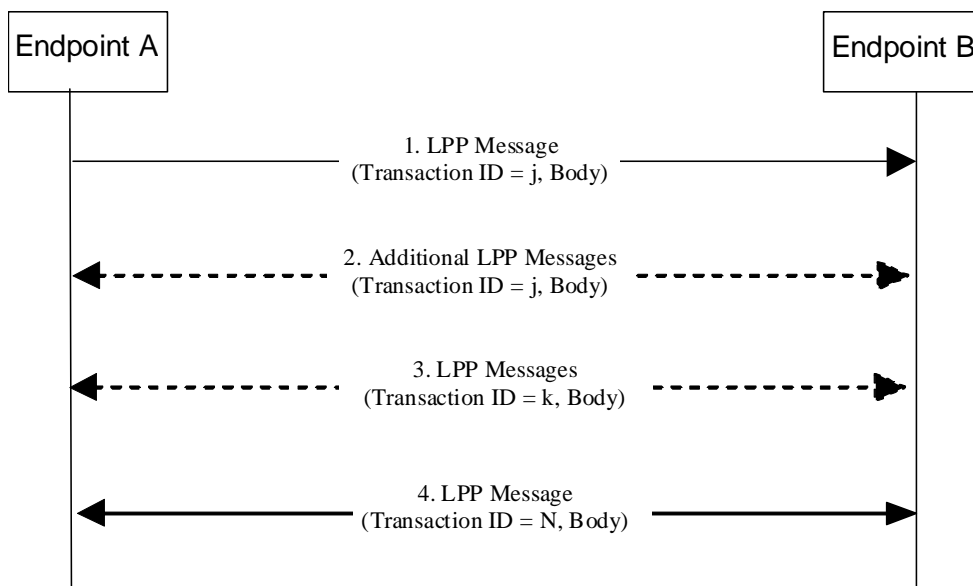 Endpoint A
Endpoint B
1. LPP Message
(Transaction ID = j, Body)
2. Additional LPP Messages
(Transaction ID = j, Body)
3. LPP Messages
(Transaction ID = k, Body)
4. LPP Message
(Transaction ID = N, Body)